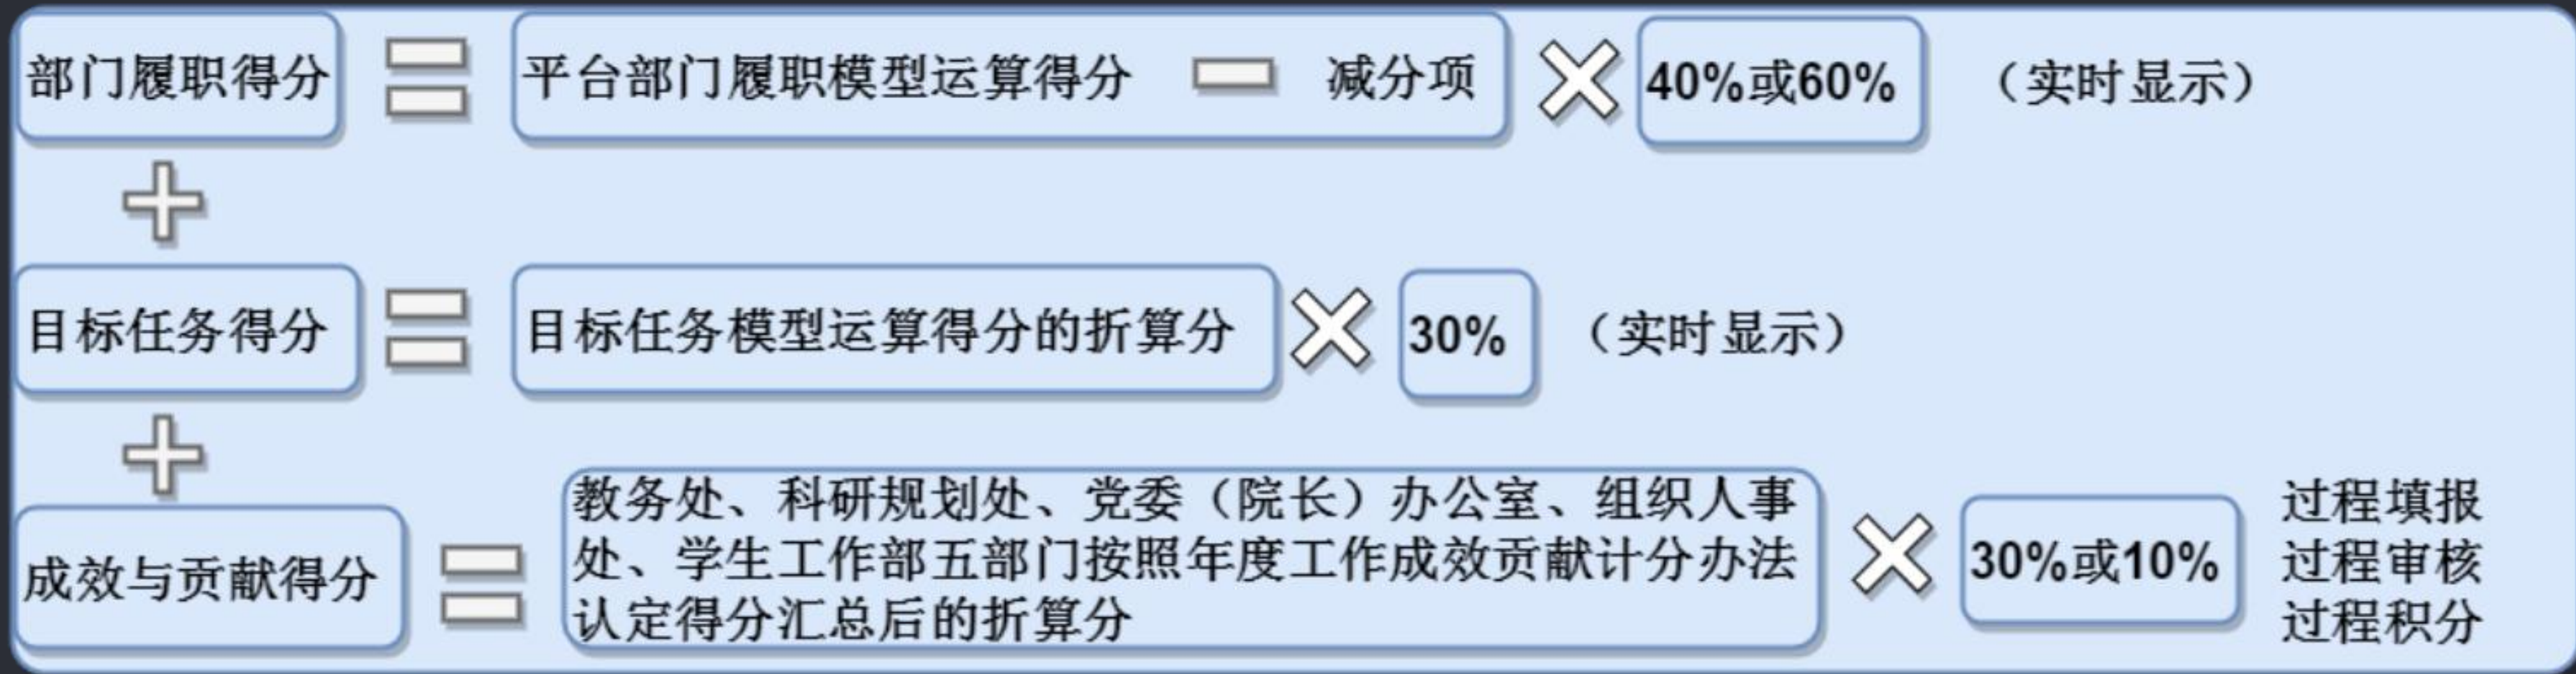 部门履职得分 平台部门履职模型运算得分 减分项 40%或60% （实时显示）
目标任务得分 目标任务模型运算得分的折算分 30% （实时显示）
成效与贡献得分
教务处、科研规划处、党委（院长）办公室、组织人事
处、学生工作部五部门按照年度工作成效贡献计分办法
认定得分汇总后的折算分
30%或10%
过程填报
过程审核
过程积分